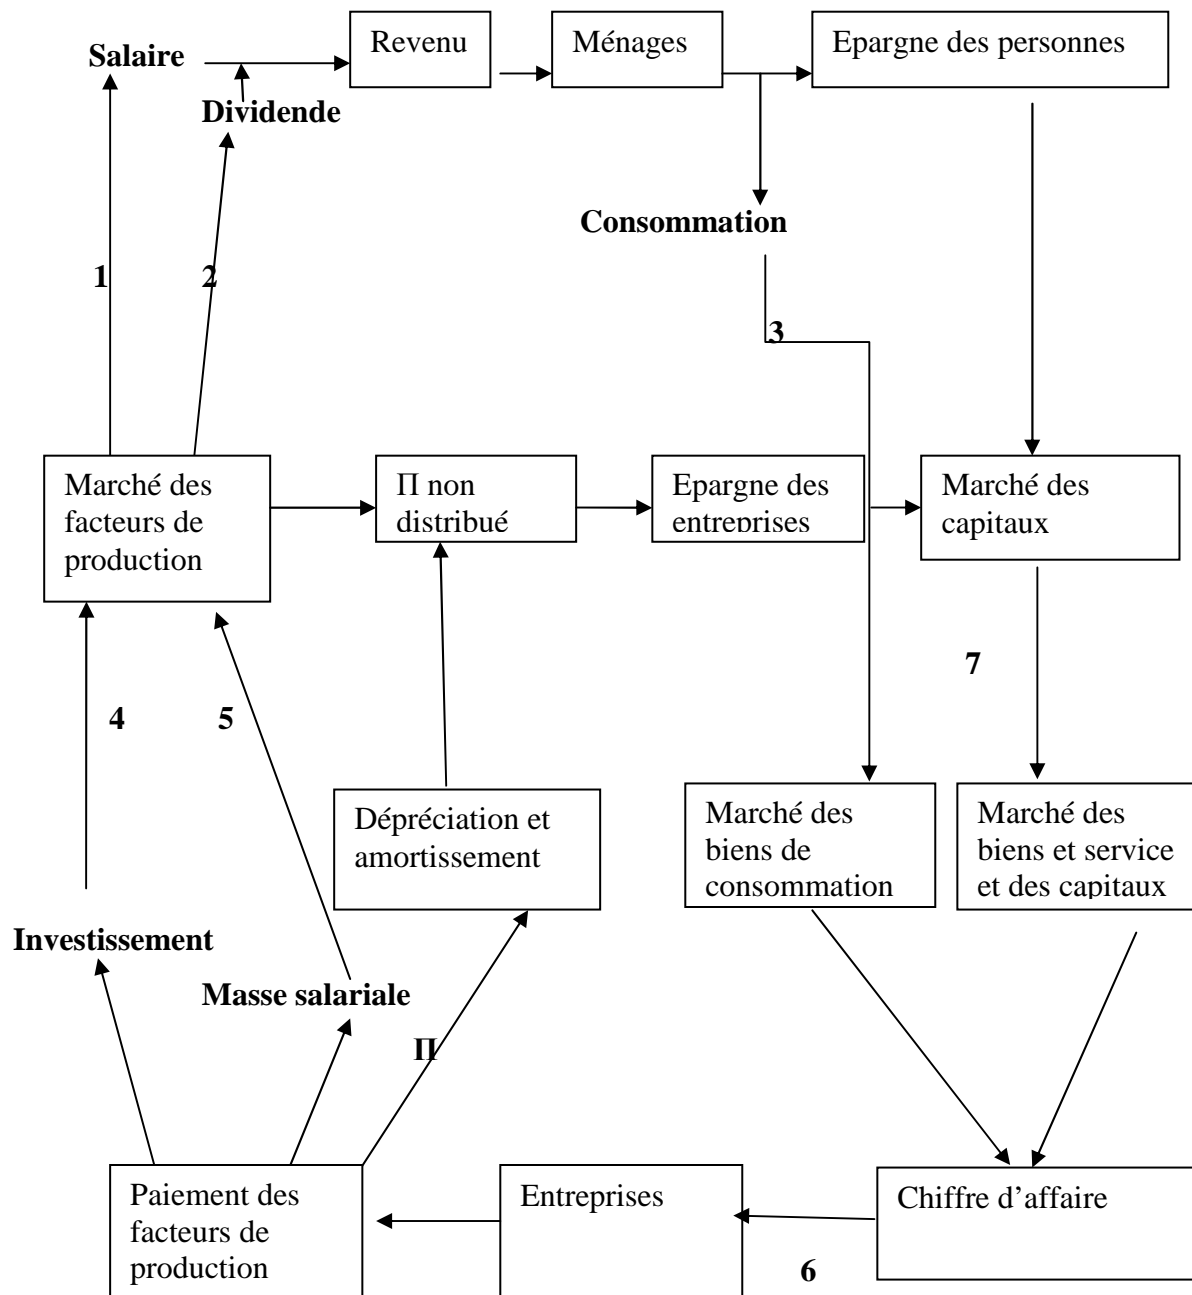 Salaire
Revenu
Ménages
Epargne des personnes
Dividende
Consommation
1
2
3
Marché des
facteurs de
production
Π non
distribué
Epargne des
entreprises
Marché des
capitaux
4
5
7
Dépréciation et
amortissement
Marché des
biens de
consommation
Marché des
biens et service
et des capitaux
Investissement
Masse salariale
Π
Paiement des
facteurs de
production
Entreprises
Chiffre d’affaire
6